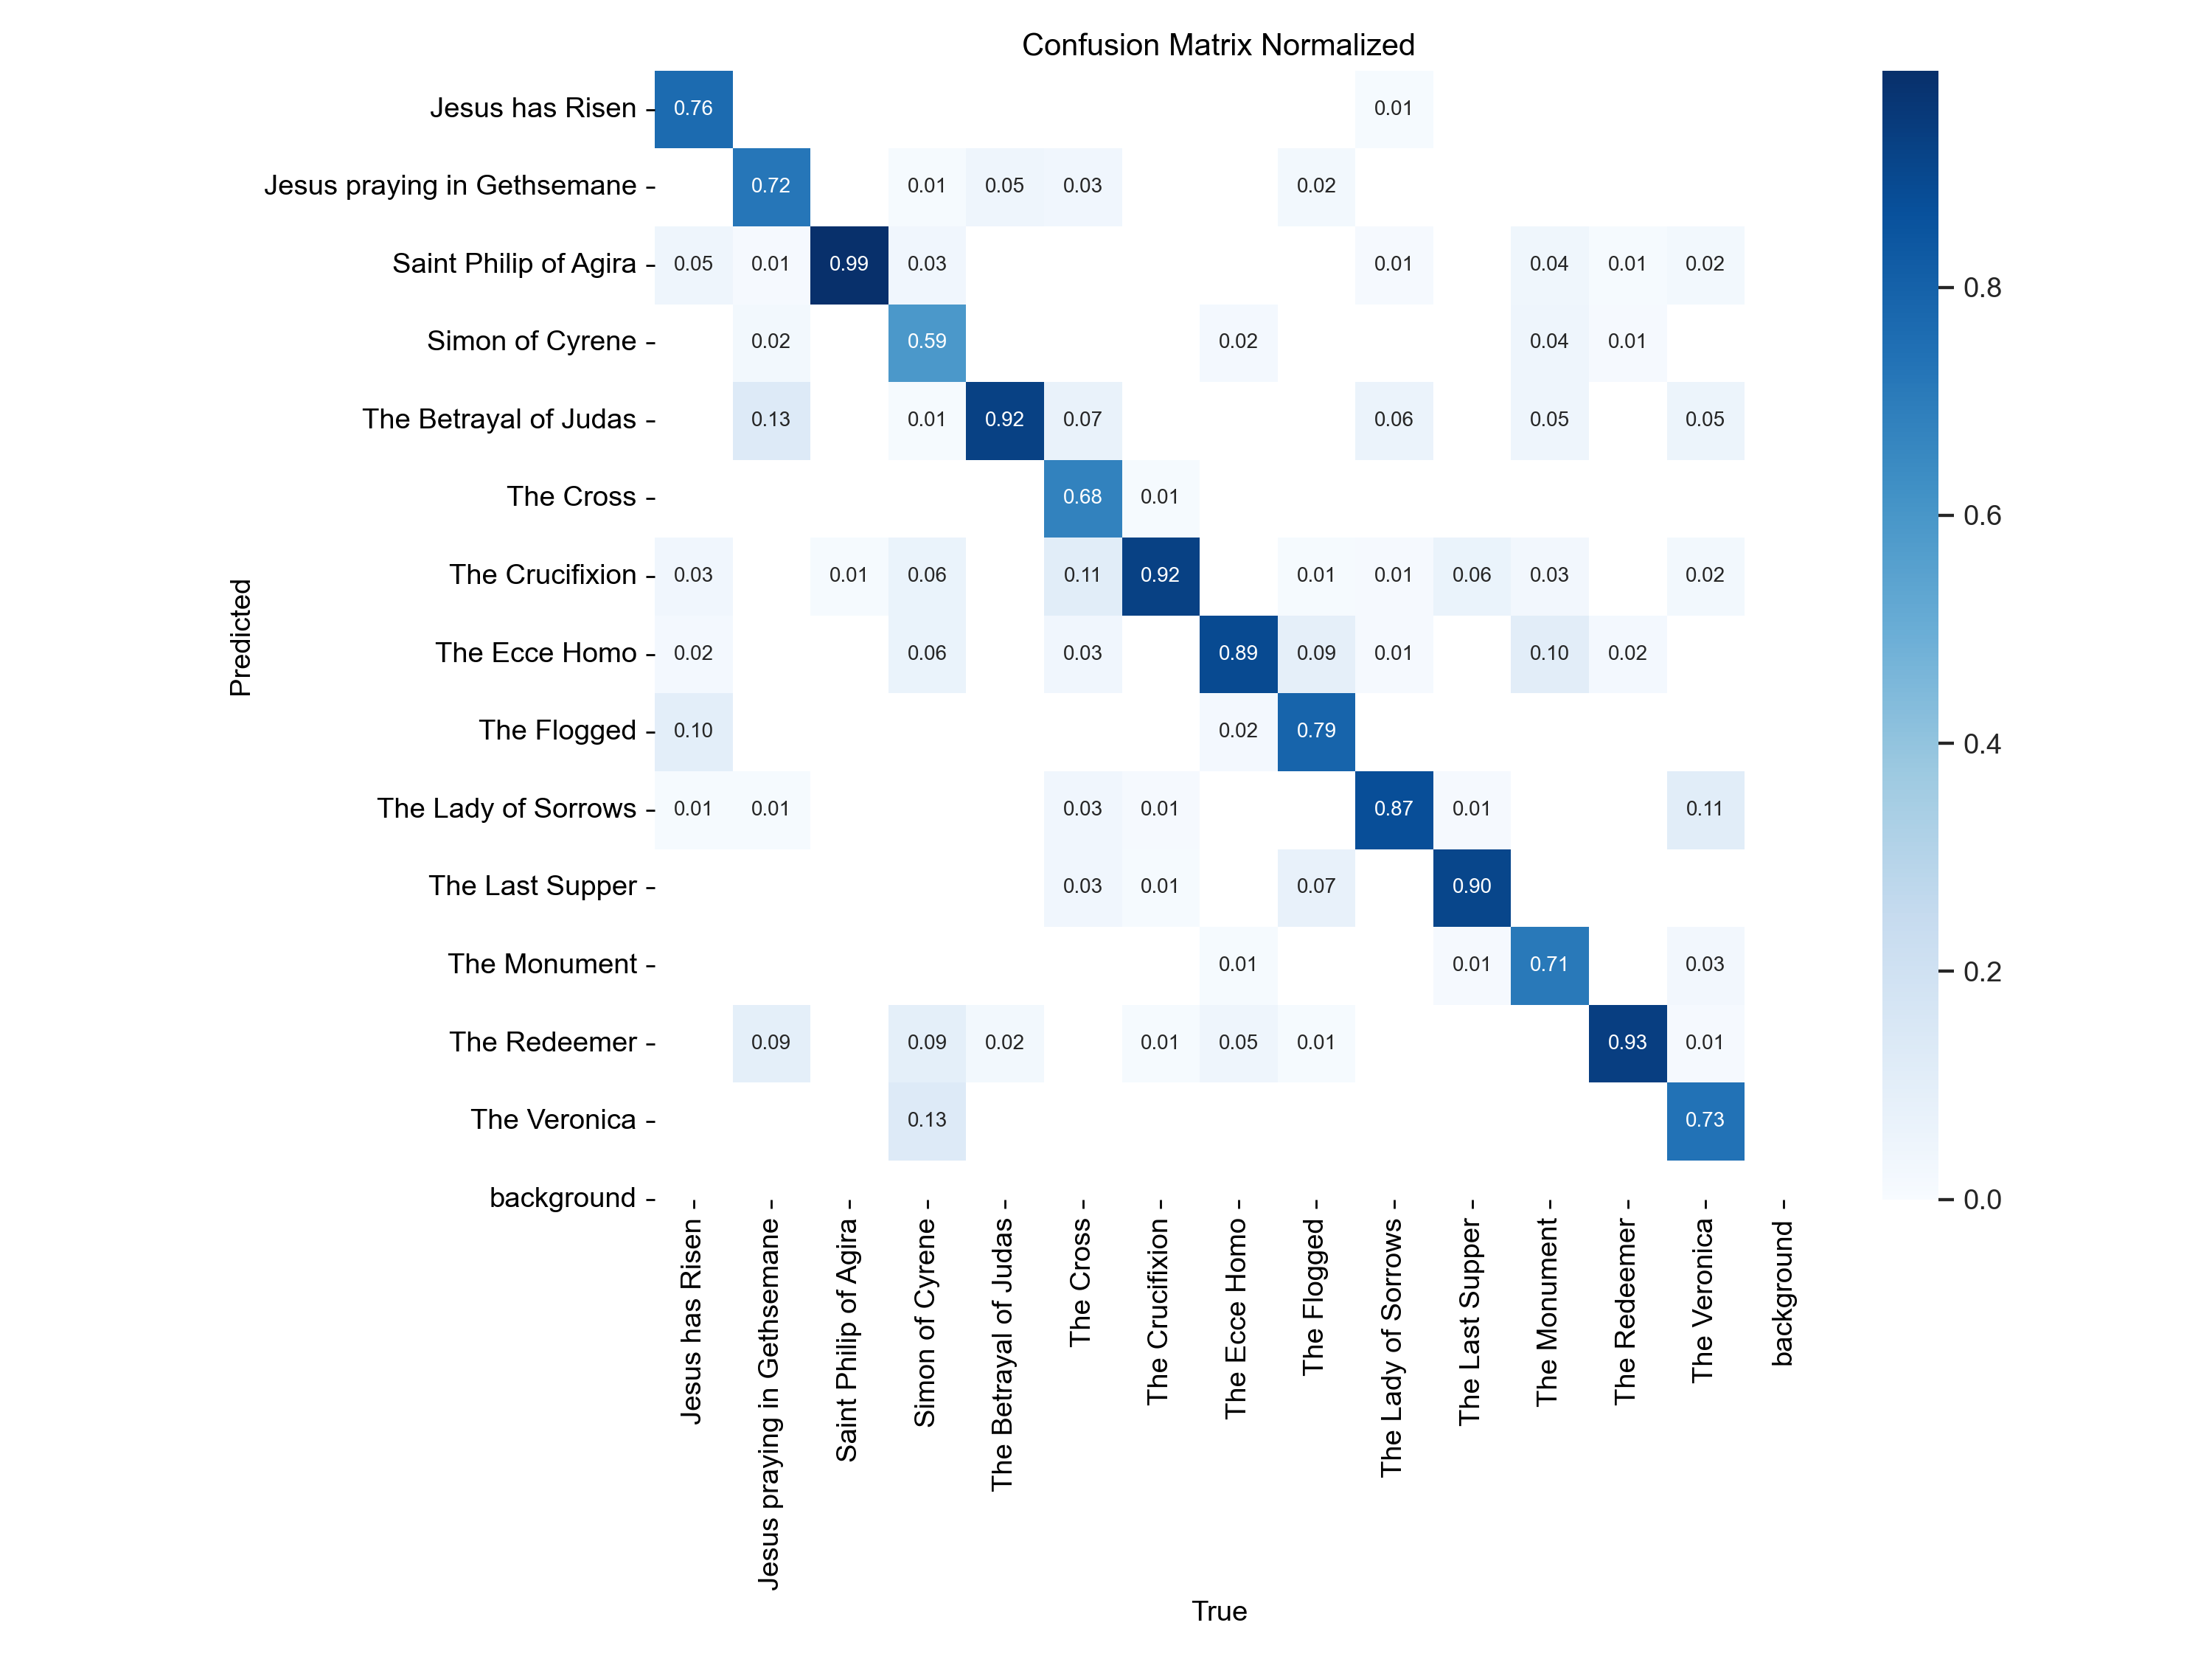 Confusion Matrix Normalized
Jesus has Risen 0.76 0.01
Jesus praying in Gethsemane 0.72 0.01 0.05 0.03 0.02
Saint Philip of Agira 0.05 0.01 0.99 0.03 0.01 0.04 0.01 0.02
Simon of Cyrene 0.59 0.02 0.02 0.04 0.01
The Betrayal of Judas 0.13 0.01 0.92 0.07 0.06 0.05 0.05
The Cross 0.68 0.01
The Crucifixion 0.03 0.01 0.06 0.11 0.92 0.01 0.01 0.06 0.03 0.02
The Ecce Homo 0.02 0.06 0.03 0.89 0.09 0.01 0.10 0.02
The Flogged 0.10 0.02 0.79
The Lady of Sorrows 0.01 0.01 0.03 0.01 0.87 0.01 0.11
The Last Supper 0.03 0.01 0.07 0.90
The Monument 0.01 0.01 0.71 0.03
The Redeemer 0.09 0.09 0.02 0.01 0.05 0.01 0.93 0.01
The Veronica 0.13 0.73
background
Predicted
Jesus has Risen
Jesus praying in Gethsemane
Saint Philip of Agira
Simon of Cyrene
The Betrayal of Judas
The Cross
The Crucifixion
The Ecce Homo
The Flogged
The Lady of Sorrows
The Last Supper
The Monument
The Redeemer
The Veronica
background
True
0.8
0.6
0.4
0.2
0.0